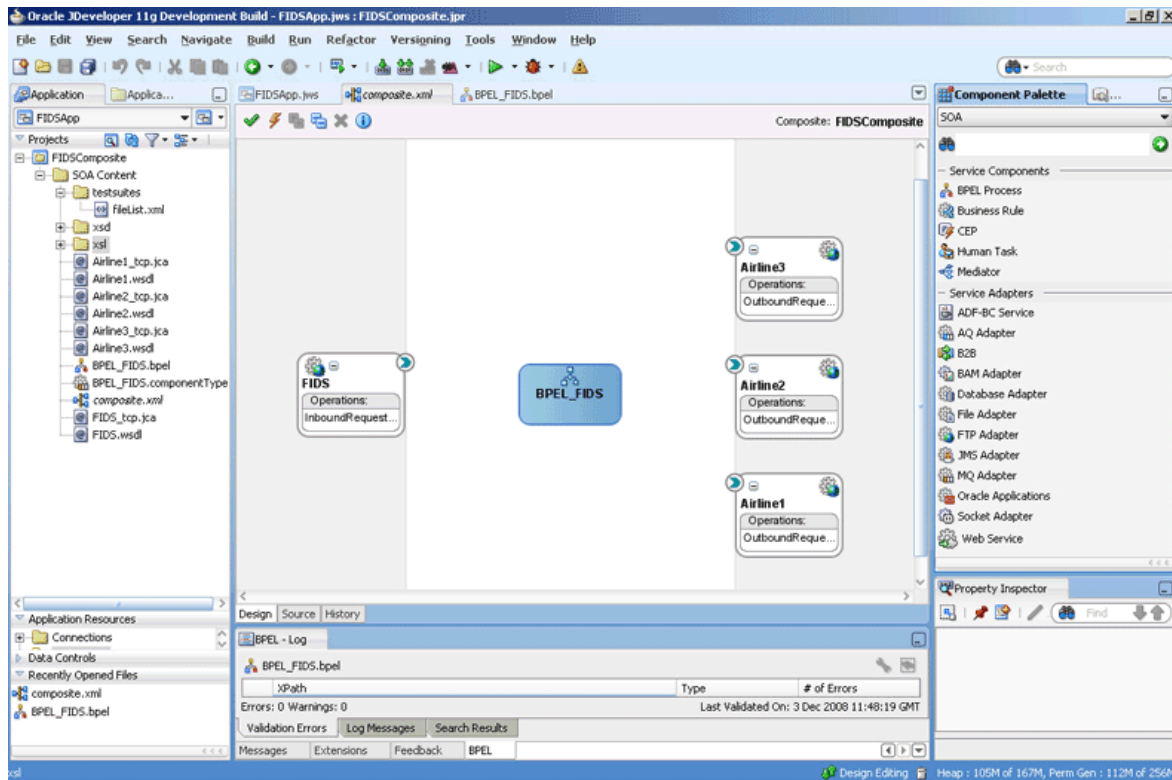 Oracle JDeveloper 11g Development Build - FIDSApp.jws : FIDSComposite.jpr
File Edit View Search Navigate Build Run Refactor Versioning Tools Window Help
Search
Application Applica...
FIDSApp
Projects
FIDSComposite
SOA Content
testsuites
fileList.xml
xsd
xsl
Airline1_tcp.jca
Airline1.wsdl
Airline2_tcp.jca
Airline2.wsdl
Airline3_tcp.jca
Airline3.wsdl
BPEL_FIDS.bpel
BPEL_FIDS.componentType
composite.xml
FIDS_tcp.jca
FIDS.wsdl
Application Resources
Connections
Data Controls
Recently Opened Files
composite.xml
BPEL_FIDS.bpel
FIDSApp.jws composite.xml BPEL_FIDS.bpel
Composite: FIDSComposite
FIDS
Operations:
InboundRequest...
BPEL_FIDS
Airline3
Operations:
OutboundReque...
Airline2
Operations:
OutboundReque...
Airline1
Operations:
OutboundReque...
Design Source History
BPEL - Log
BPEL_FIDS.bpel
XPath Type # of Errors
Errors: 0 Warnings: 0 Last Validated On: 3 Dec 2008 11:48:19 GMT
Validation Errors Log Messages Search Results
Messages Extensions Feedback BPEL
Component Palette
SOA
Service Components
BPEL Process
Business Rule
CEP
Human Task
Mediator
Service Adapters
ADF-BC Service
AQ Adapter
B2B
BAM Adapter
Database Adapter
File Adapter
FTP Adapter
JMS Adapter
MQ Adapter
Oracle Applications
Socket Adapter
Web Service
Property Inspector
Find
xsl
Design Editing Heap : 105M of 167M, Perm Gen : 112M of 256M